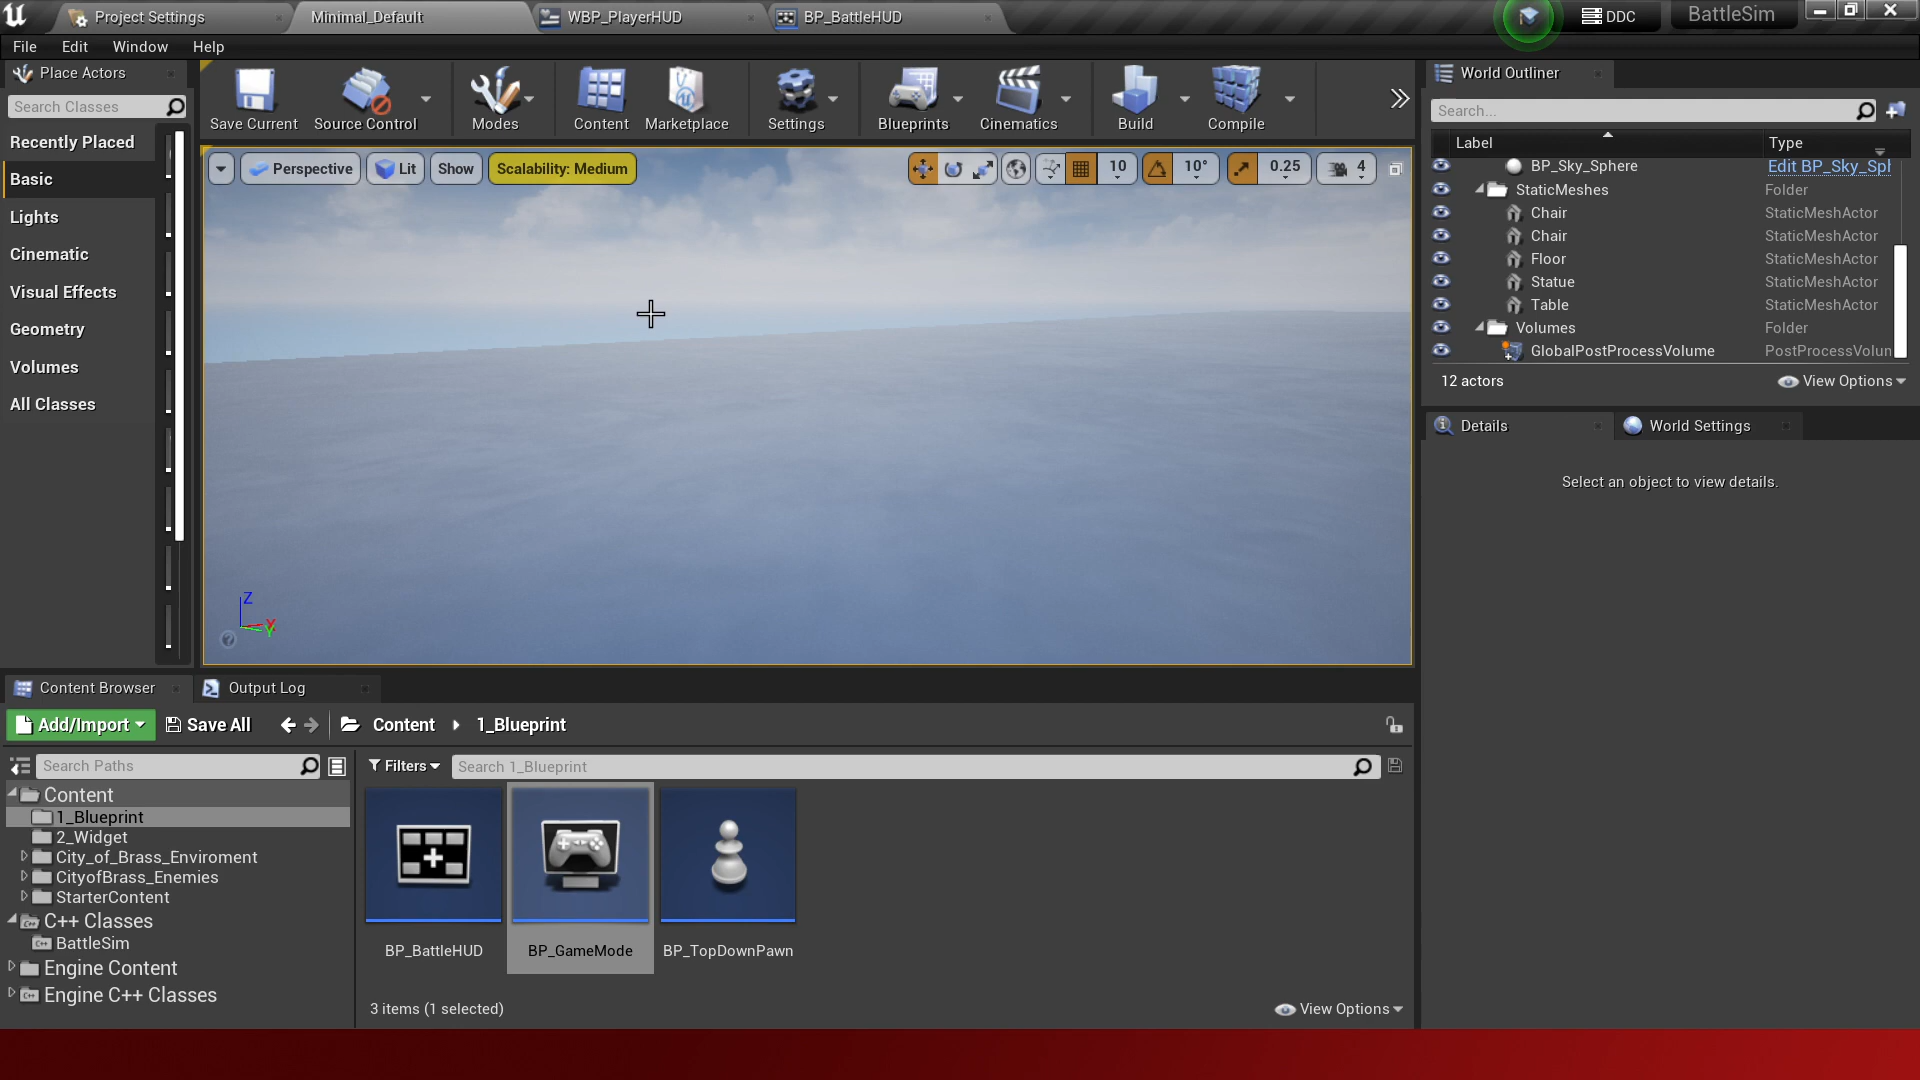 Project Settings
Minimal_Default
WBP_PlayerHUD
BP_BattleHUD
DDC
BattleSim
File
Edit
Window
Help
Place Actors
Search Classes
Recently Placed
Basic
Lights
Cinematic
Visual Effects
Geometry
Volumes
All Classes
Save Current
Source Control
Modes
Content
Marketplace
Settings
Blueprints
Cinematics
Build
Compile
Perspective
Lit
Show
Scalability: Medium
10
10°
0.25
4
Z
X
Y
World Outliner
Search...
Label
Type
BP_Sky_Sphere
Edit BP_Sky_Sph
StaticMeshes
Folder
Chair
StaticMeshActor
Chair
StaticMeshActor
Floor
StaticMeshActor
Statue
StaticMeshActor
Table
StaticMeshActor
Volumes
Folder
GlobalPostProcessVolume
PostProcessVolun
12 actors
View Options
Details
World Settings
Select an object to view details.
Content Browser
Output Log
Add/Import
Save All
Content
1_Blueprint
Search Paths
Filters
Search 1_Blueprint
Content
1_Blueprint
2_Widget
City_of_Brass_Enviroment
CityofBrass_Enemies
StarterContent
C++ Classes
BattleSim
Engine Content
Engine C++ Classes
BP_BattleHUD
BP_GameMode
BP_TopDownPawn
3 items (1 selected)
View Options